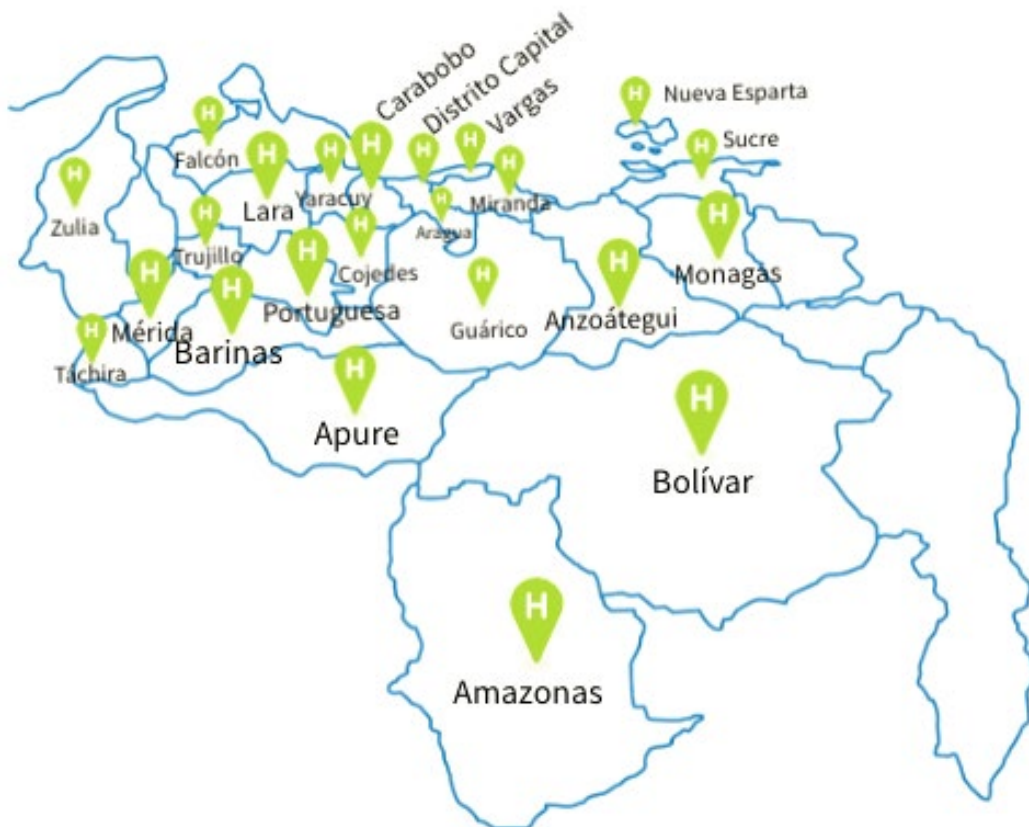 Carabobo
Distrito Capital
Vargas
H
Nueva Esparta
H
Falcón
H
Lara
H
Yaracuy
H
H
H
H
Miranda
H
Sucre
H
Zulia
H
Trujillo
H
Aragua
H
Cojedes
H
Monagas
H
Mérida
H
Barinas
H
Portuguesa
H
Guárico
H
Anzoátegui
H
Táchira
H
Apure
H
Bolívar
H
Amazonas